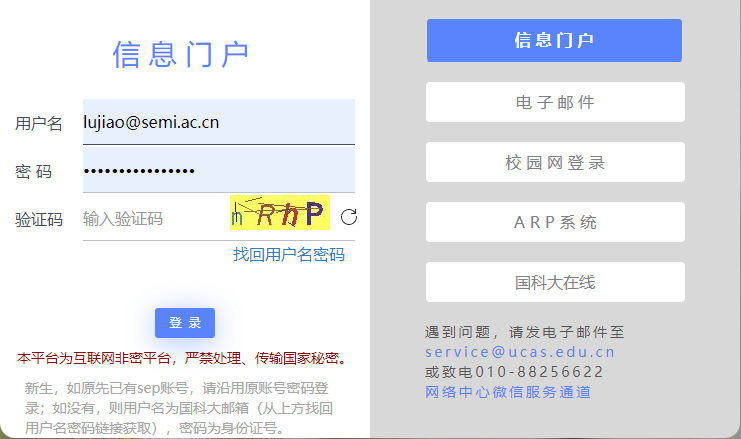 信息门户
用户名 lujiao@semi.ac.cn
密 码 ••••••••••••••••
验证码 输入验证码 hRhP
找回用户名密码
登 录
本平台为互联网非密平台，严禁处理、传输国家秘密。
新生，如原先已有sep账号，请沿用原账号密码登
录；如没有，则用户名为国科大邮箱（从上方找回
用户名密码链接获取），密码为身份证号。
信息门户
电子邮件
校园网登录
ARP系统
国科大在线
遇到问题，请发电子邮件至
service@ucas.edu.cn
或致电010-88256622
网络中心微信服务通道